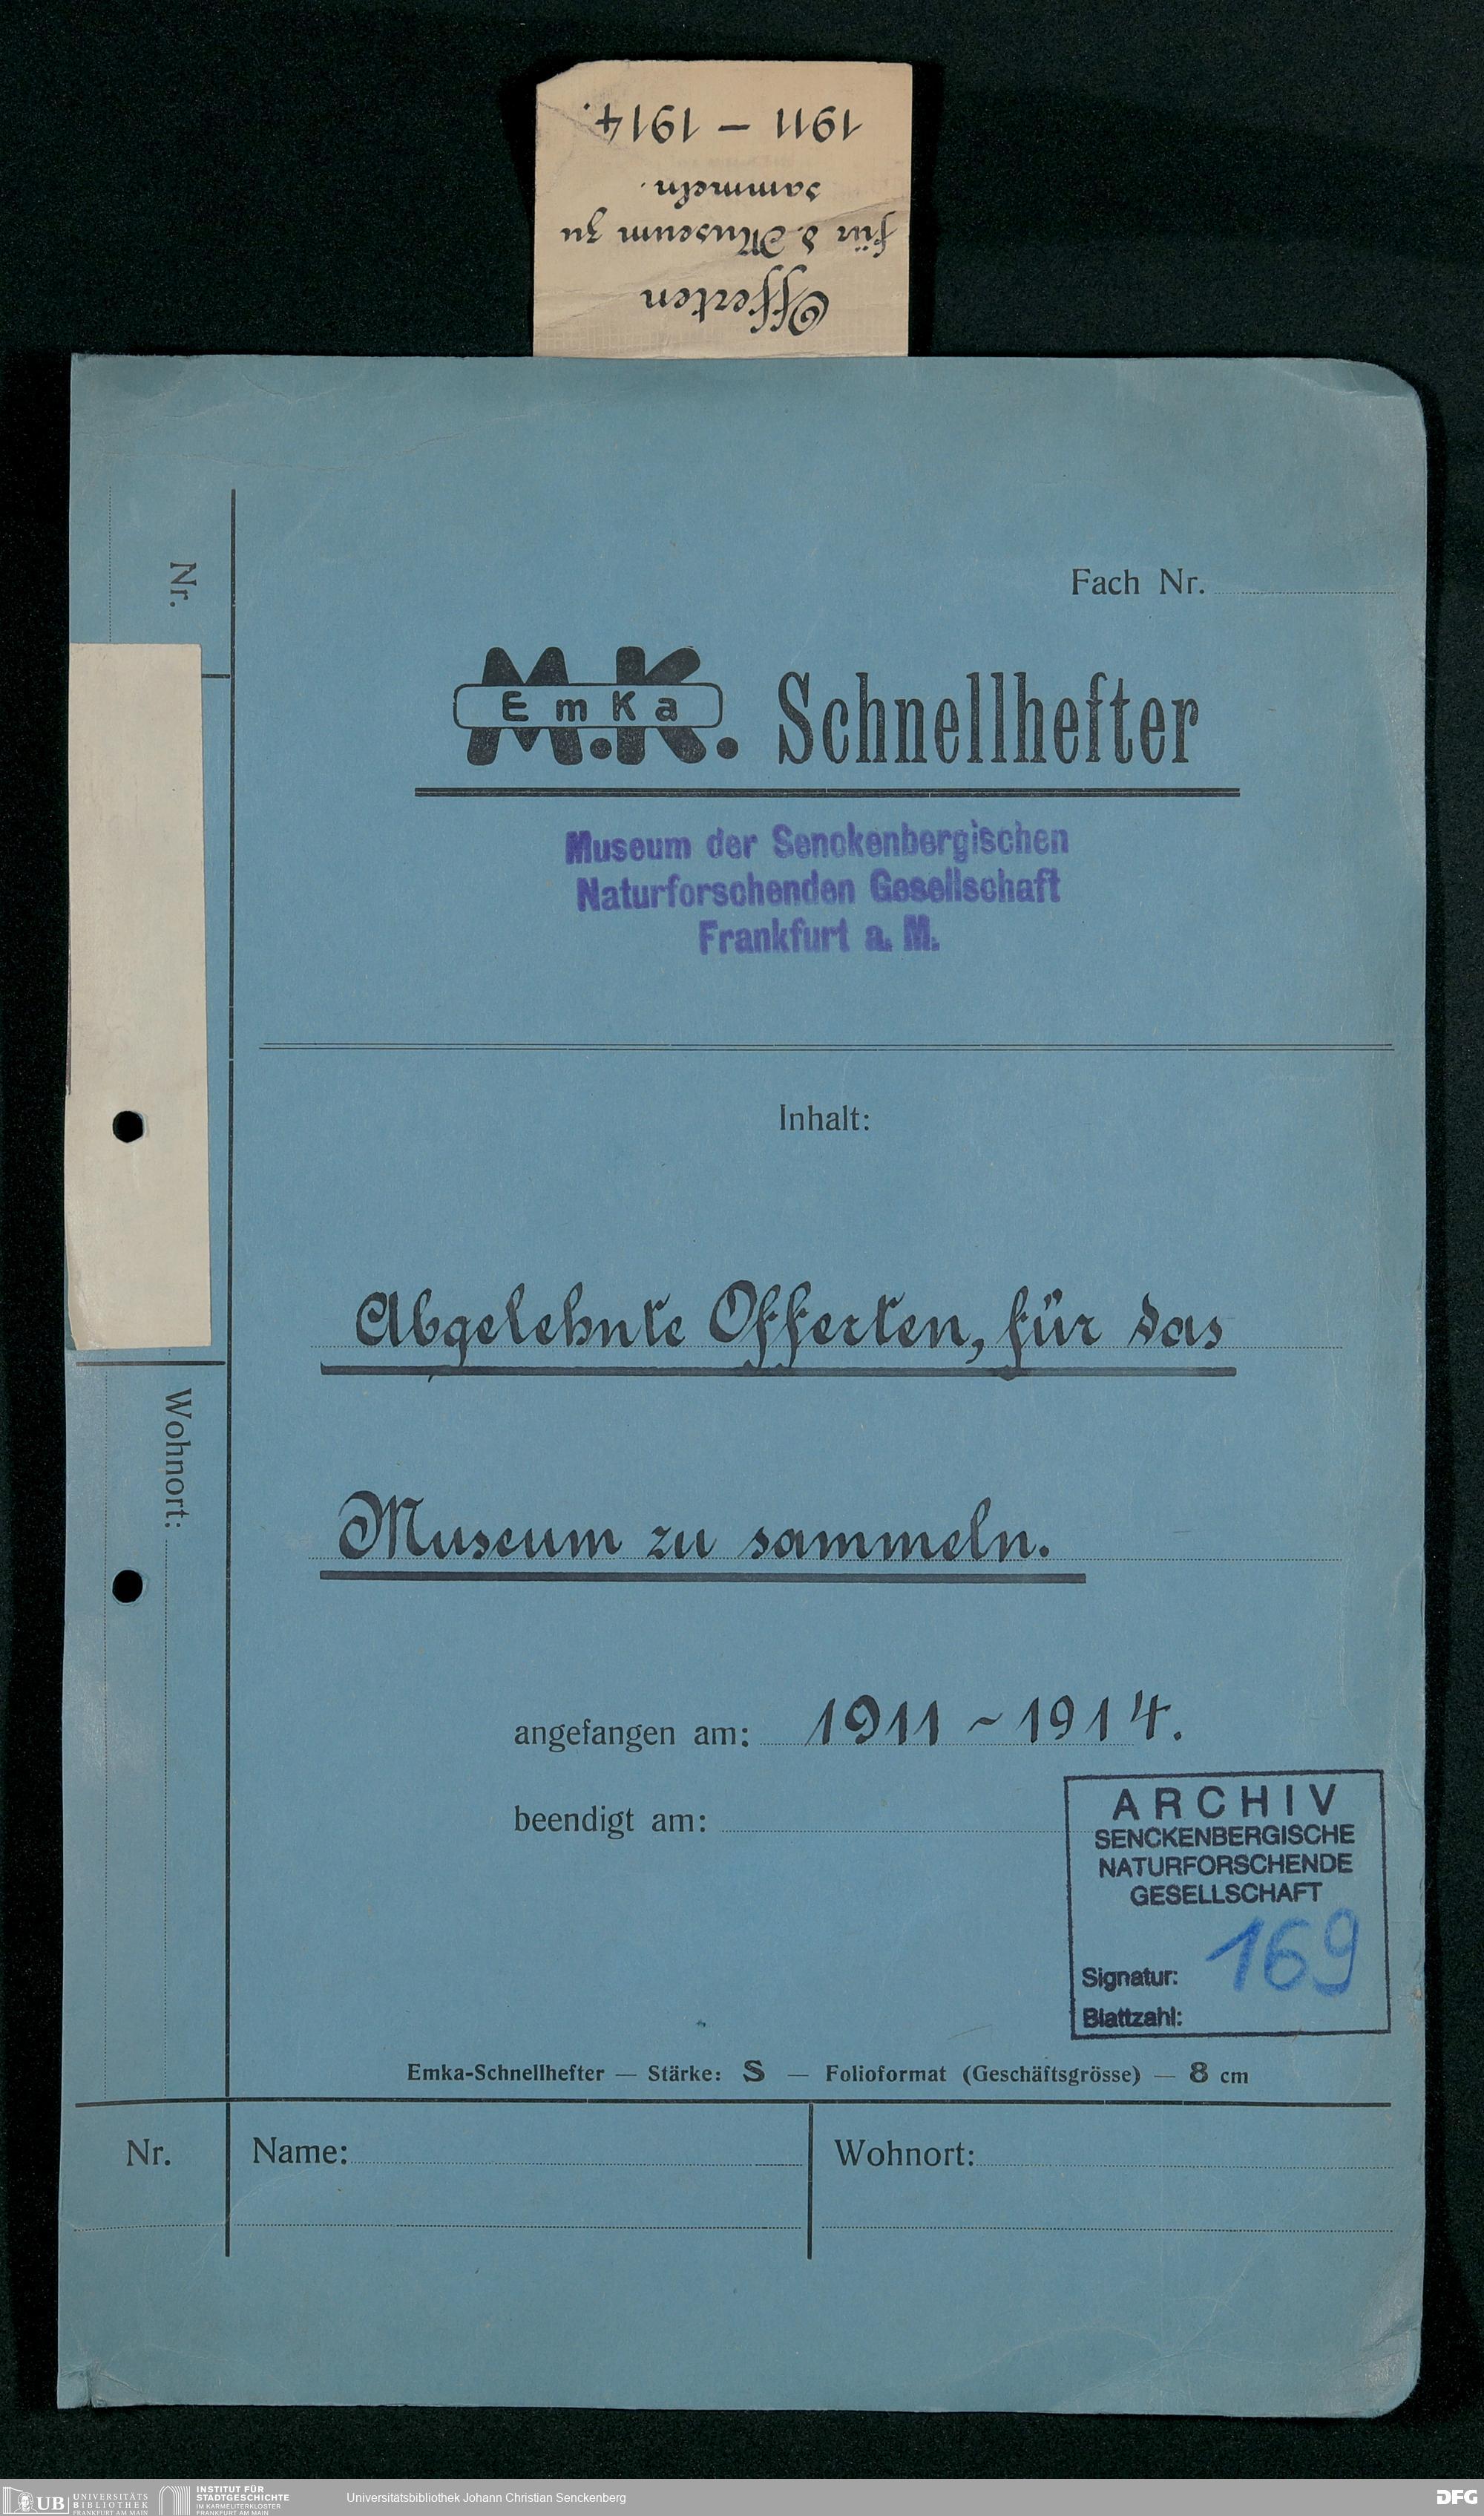 Offerten
für d. Museum zu
sammeln.
1911 – 1914.
Nr.
Fach Nr.
M.K.
EmKa
Schnellhefter
Museum der Senckenbergischen
Naturforschenden Gesellschaft
Frankfurt a. M.
Inhalt:
Abgelehnte Offerten, für das
Museum zu sammeln.
Wohnort:
angefangen am: 1911 ~ 1914.
beendigt am:
ARCHIV
SENCKENBERGISCHE
NATURFORSCHENDE
GESELLSCHAFT
Signatur: 169
Blattzahl:
Emka-Schnellhefter — Stärke: S — Folioformat (Geschäftsgrösse) — 8 cm
Nr.
Name:
Wohnort:
UB
UNIVERSITÄTS
BIBLIOTHEK
FRANKFURT AM MAIN
INSTITUT FÜR
STADTGESCHICHTE
IM KARMELITERKLOSTER
FRANKFURT AM MAIN
Universitätsbibliothek Johann Christian Senckenberg
DFG